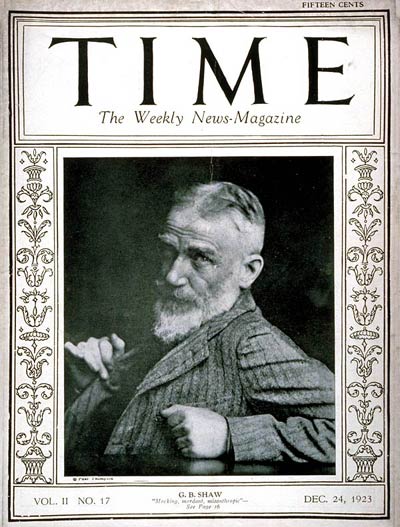 FIFTEEN CENTS
TIME
The Weekly News-Magazine
G. B. SHAW
"Mocking, mordant, misanthropic"—
See Page 16
VOL. II NO. 17
DEC. 24, 1923